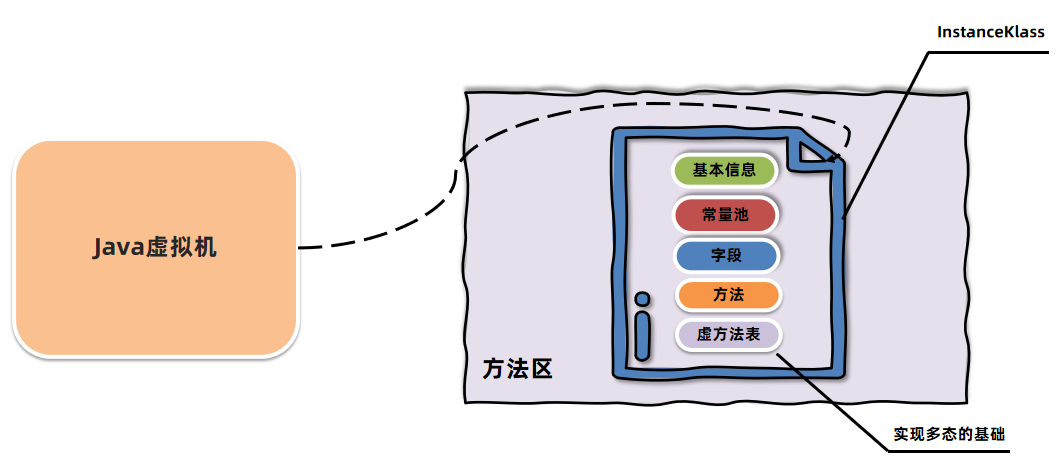 InstanceKlass
基本信息
常量池
Java虚拟机
字段
方法
虚方法表
方法区
实现多态的基础